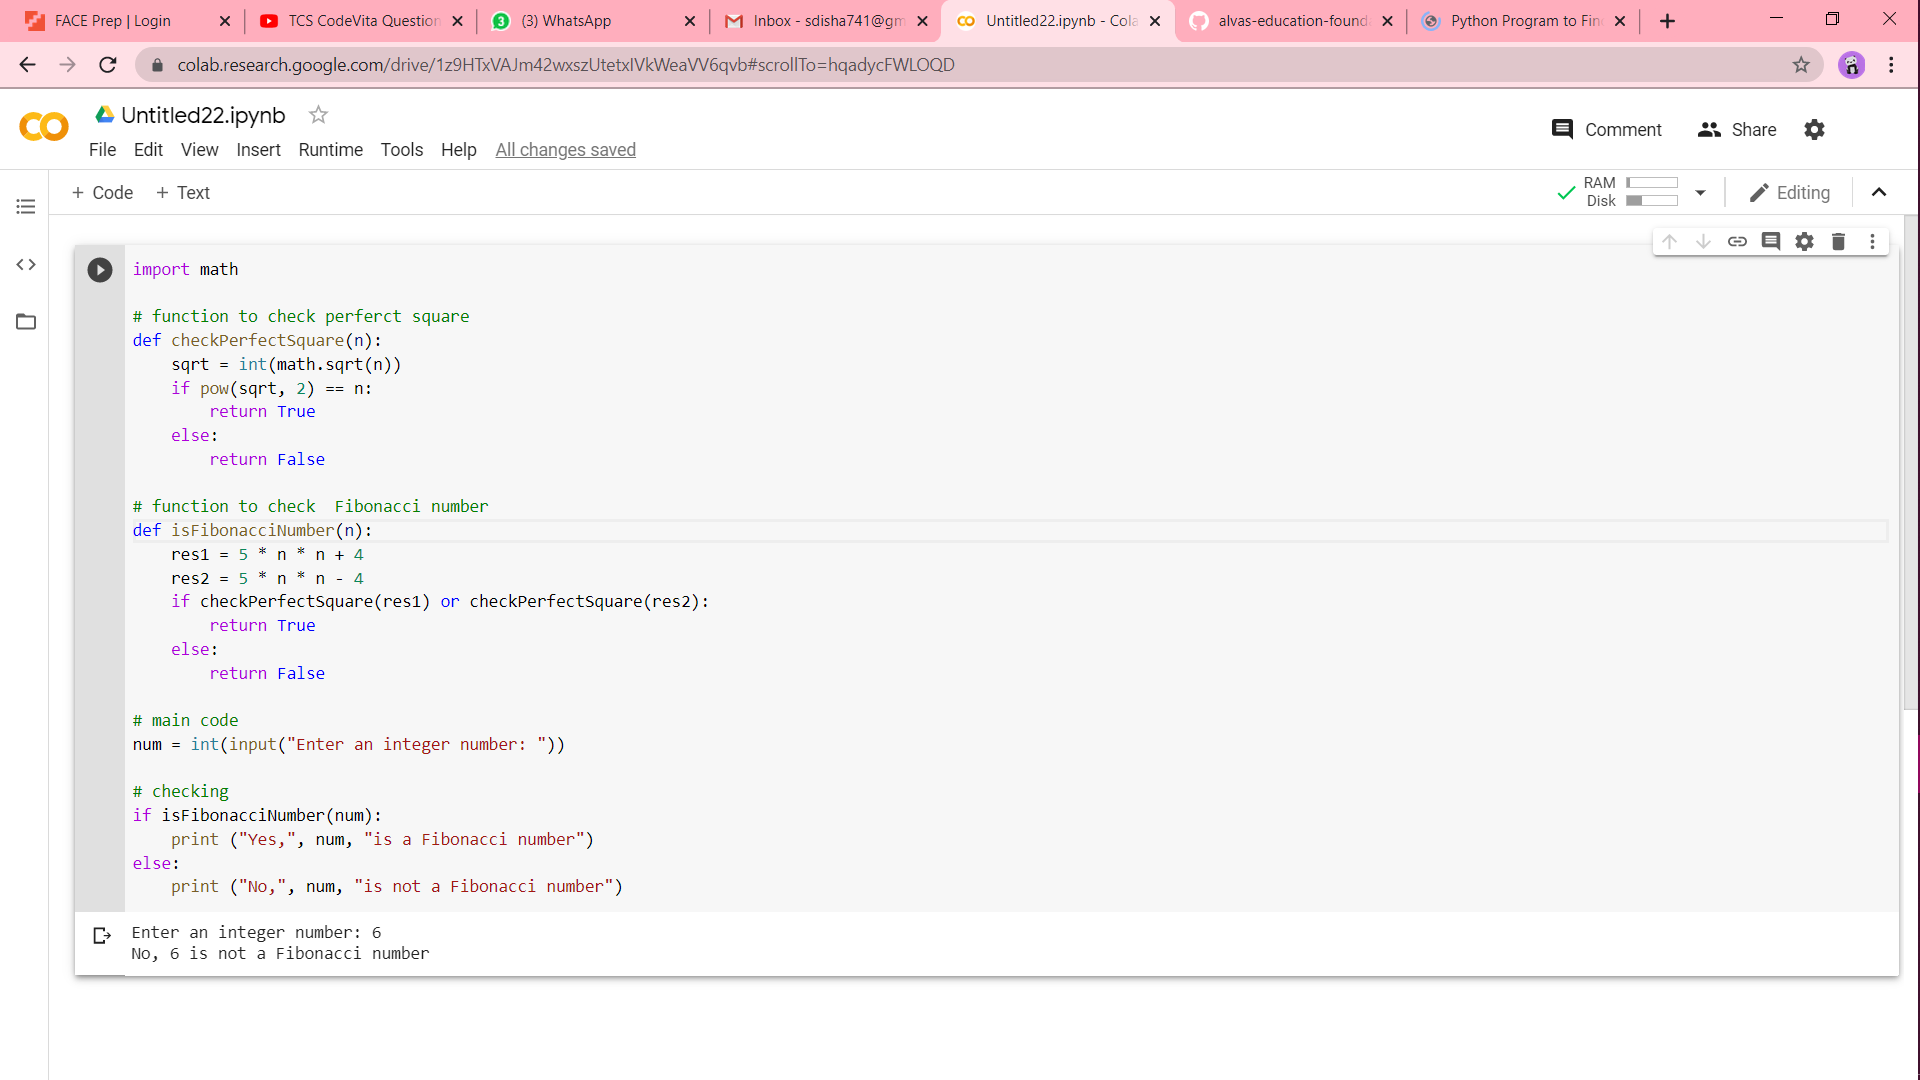 FACE Prep | Login
TCS CodeVita Question
(3) WhatsApp
Inbox - sdisha741@gm
Untitled22.ipynb - Cola
alvas-education-found
Python Program to Fin
colab.research.google.com/drive/1z9HTxVAJm42wxszUtetxIVkWeaVV6qvb#scrollTo=hqadycFWLOQD
Untitled22.ipynb
Comment
Share
File Edit View Insert Runtime Tools Help All changes saved
+ Code + Text
RAM
Disk
Editing
import math
# function to check perferct square
def checkPerfectSquare(n):
    sqrt = int(math.sqrt(n))
    if pow(sqrt, 2) == n:
        return True
    else:
        return False
# function to check  Fibonacci number
def isFibonacciNumber(n):
    res1 = 5 * n * n + 4
    res2 = 5 * n * n - 4
    if checkPerfectSquare(res1) or checkPerfectSquare(res2):
        return True
    else:
        return False
# main code
num = int(input("Enter an integer number: "))
# checking
if isFibonacciNumber(num):
    print ("Yes,", num, "is a Fibonacci number")
else:
    print ("No,", num, "is not a Fibonacci number")
Enter an integer number: 6
No, 6 is not a Fibonacci number